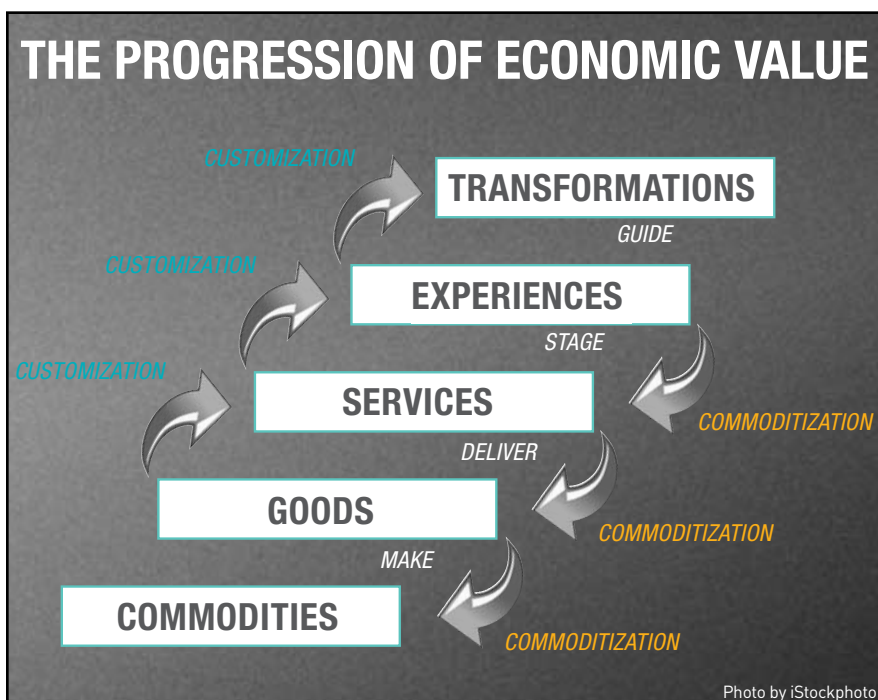 THE PROGRESSION OF ECONOMIC VALUE
CUSTOMIZATION
TRANSFORMATIONS
GUIDE
CUSTOMIZATION
EXPERIENCES
STAGE
CUSTOMIZATION
SERVICES
COMMODITIZATION
DELIVER
GOODS
COMMODITIZATION
MAKE
COMMODITIES
COMMODITIZATION
Photo by iStockphoto